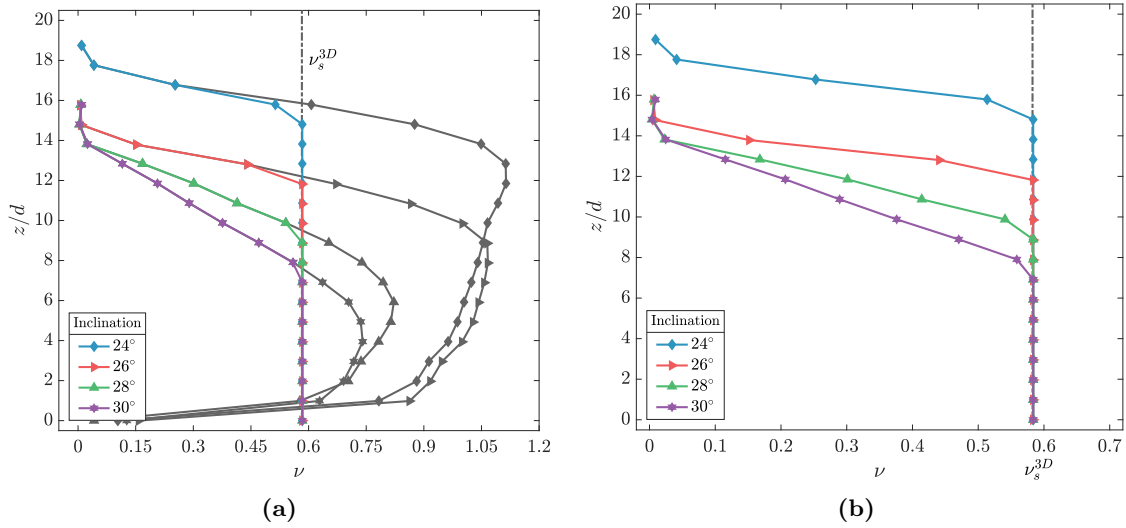 20
18
16
14
12
10
8
6
4
2
0
z/d
ν_s^{3D}
Inclination
24°
26°
28°
30°
0 0.15 0.3 0.45 0.6 0.75 0.9 1.05 1.2
ν
(a)
20
18
16
14
12
10
8
6
4
2
0
z/d
Inclination
24°
26°
28°
30°
0 0.1 0.2 0.3 0.4 0.5 0.6 0.7
ν ν_s^{3D}
(b)